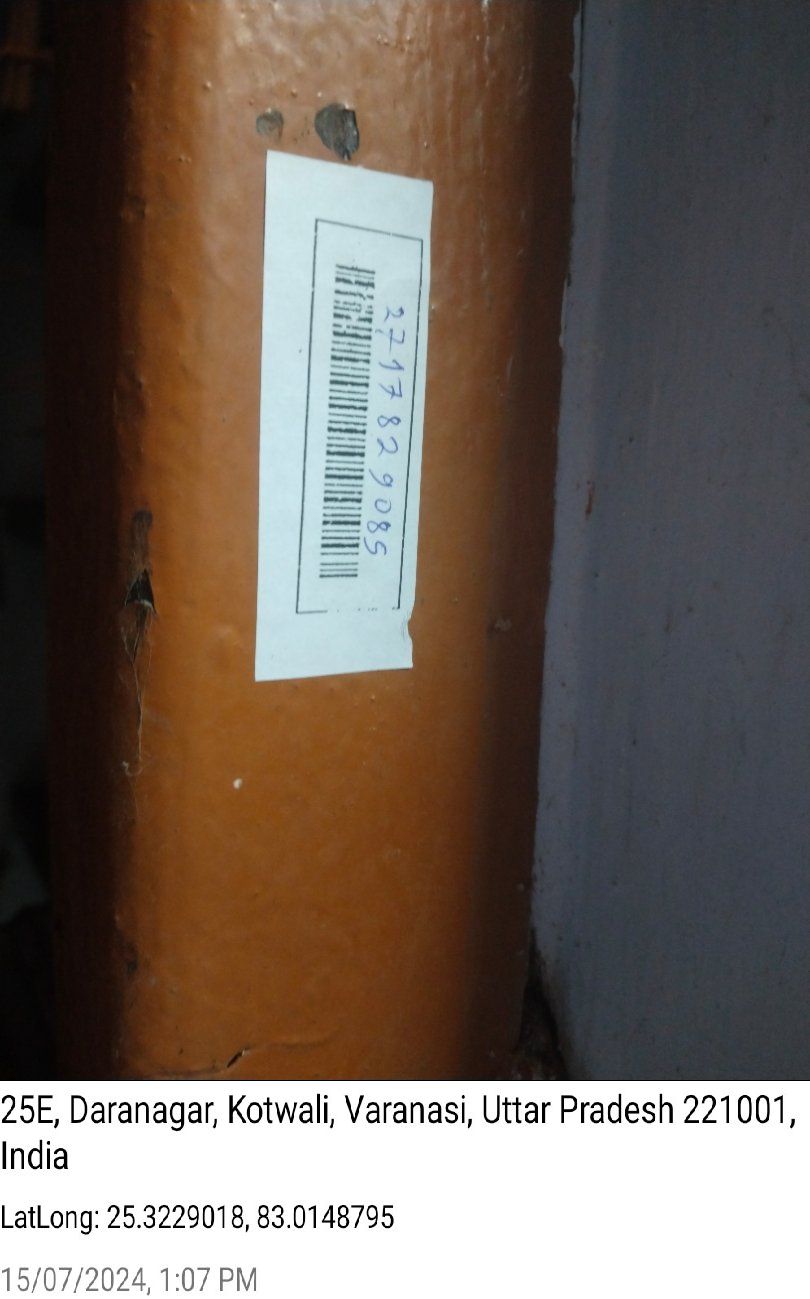 2717829085
25E, Daranagar, Kotwali, Varanasi, Uttar Pradesh 221001,
India
LatLong: 25.3229018, 83.0148795
15/07/2024, 1:07 PM